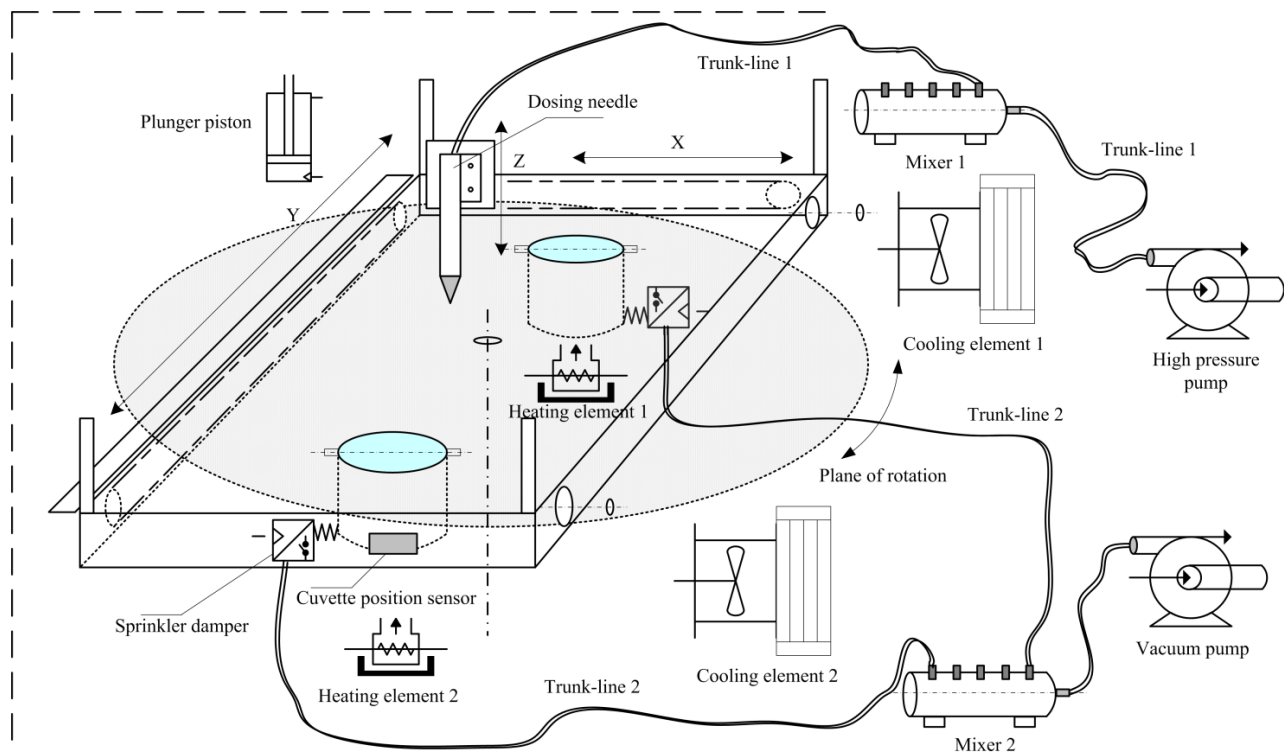 Trunk-line 1
Plunger piston
Dosing needle
Z
X
Mixer 1
Trunk-line 1
Y
Cooling element 1
High pressure
pump
Heating element 1
Trunk-line 2
Plane of rotation
Cuvette position sensor
Sprinkler damper
Heating element 2
Cooling element 2
Vacuum pump
Trunk-line 2
Mixer 2